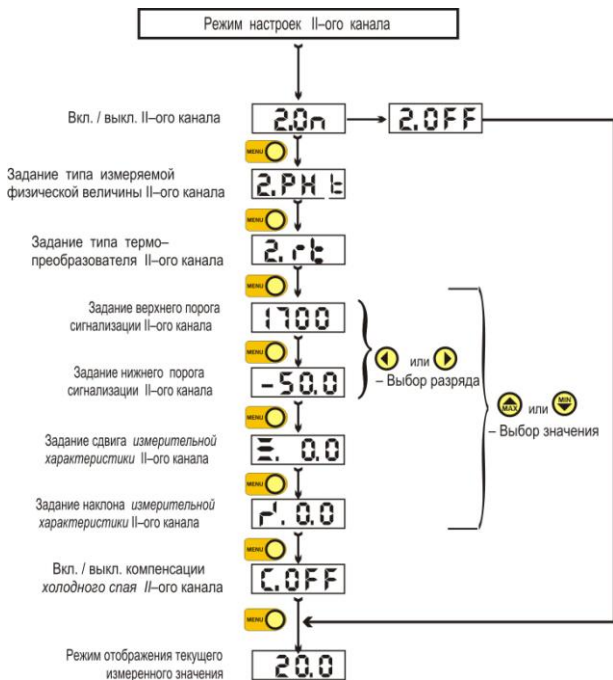 Режим настроек II–ого канала
Вкл. / выкл. II–ого канала
2.0n
2.0FF
MENU
Задание типа измеряемой
физической величины II–ого канала
2.PH t
MENU
Задание типа термо–
преобразователя II–ого канала
2. rt
MENU
Задание верхнего порога
сигнализации II–ого канала
1700
MENU
или
– Выбор разряда
Задание нижнего порога
сигнализации II–ого канала
-50.0
MAX или MIN
– Выбор значения
MENU
Задание сдвига измерительной
характеристики II–ого канала
0.0
MENU
Задание наклона измерительной
характеристики II–ого канала
0.0
MENU
Вкл. / выкл. компенсации
холодного спая II–ого канала
C.0FF
MENU
Режим отображения текущего
измеренного значения
20.0